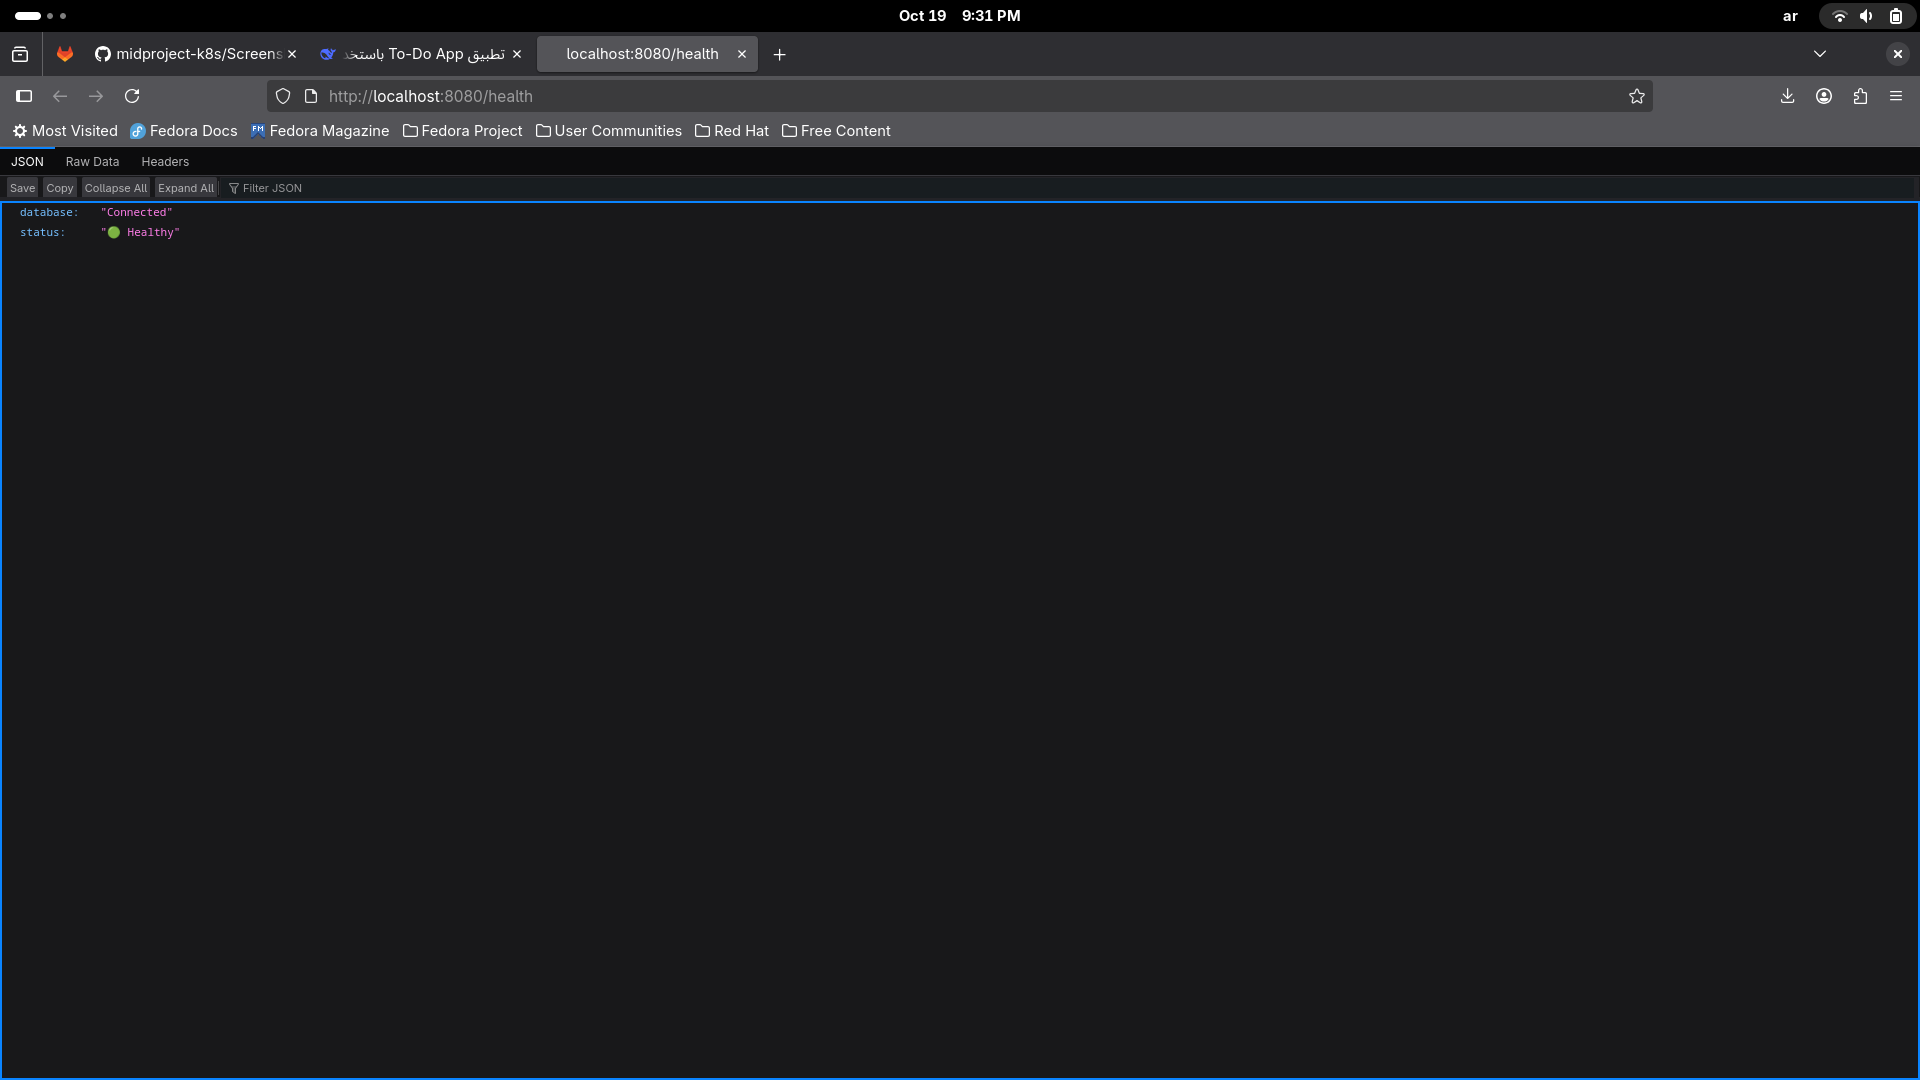 Oct 19 9:31 PM ar
midproject-k8s/Screens تطبيق To-Do App باستخد localhost:8080/health
http://localhost:8080/health
Most Visited Fedora Docs Fedora Magazine Fedora Project User Communities Red Hat Free Content
JSON Raw Data Headers
Save Copy Collapse All Expand All Filter JSON
database: "Connected"
status: "🟢 Healthy"